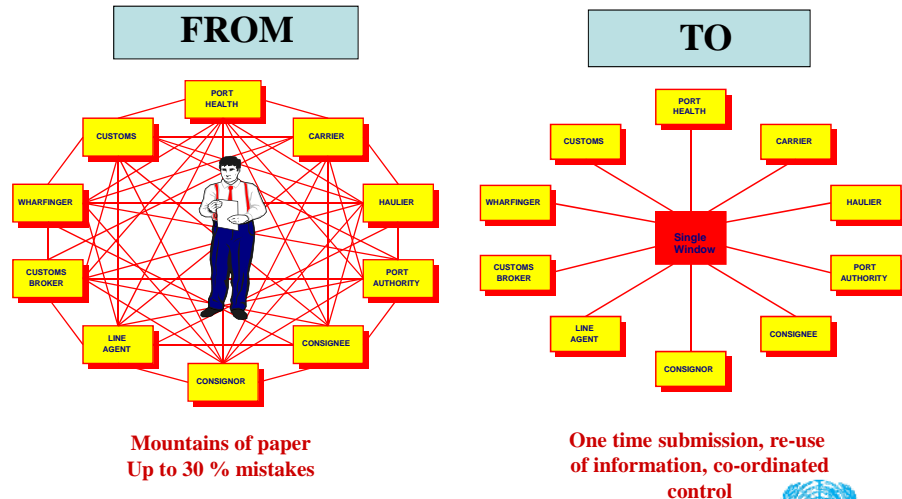 FROM
PORT
HEALTH
CUSTOMS
CARRIER
WHARFINGER
HAULIER
CUSTOMS
BROKER
PORT
AUTHORITY
LINE
AGENT
CONSIGNEE
CONSIGNOR
Mountains of paper
Up to 30 % mistakes
TO
PORT
HEALTH
CUSTOMS
CARRIER
WHARFINGER
HAULIER
Single
Window
CUSTOMS
BROKER
PORT
AUTHORITY
LINE
AGENT
CONSIGNEE
CONSIGNOR
One time submission, re-use
of information, co-ordinated
control